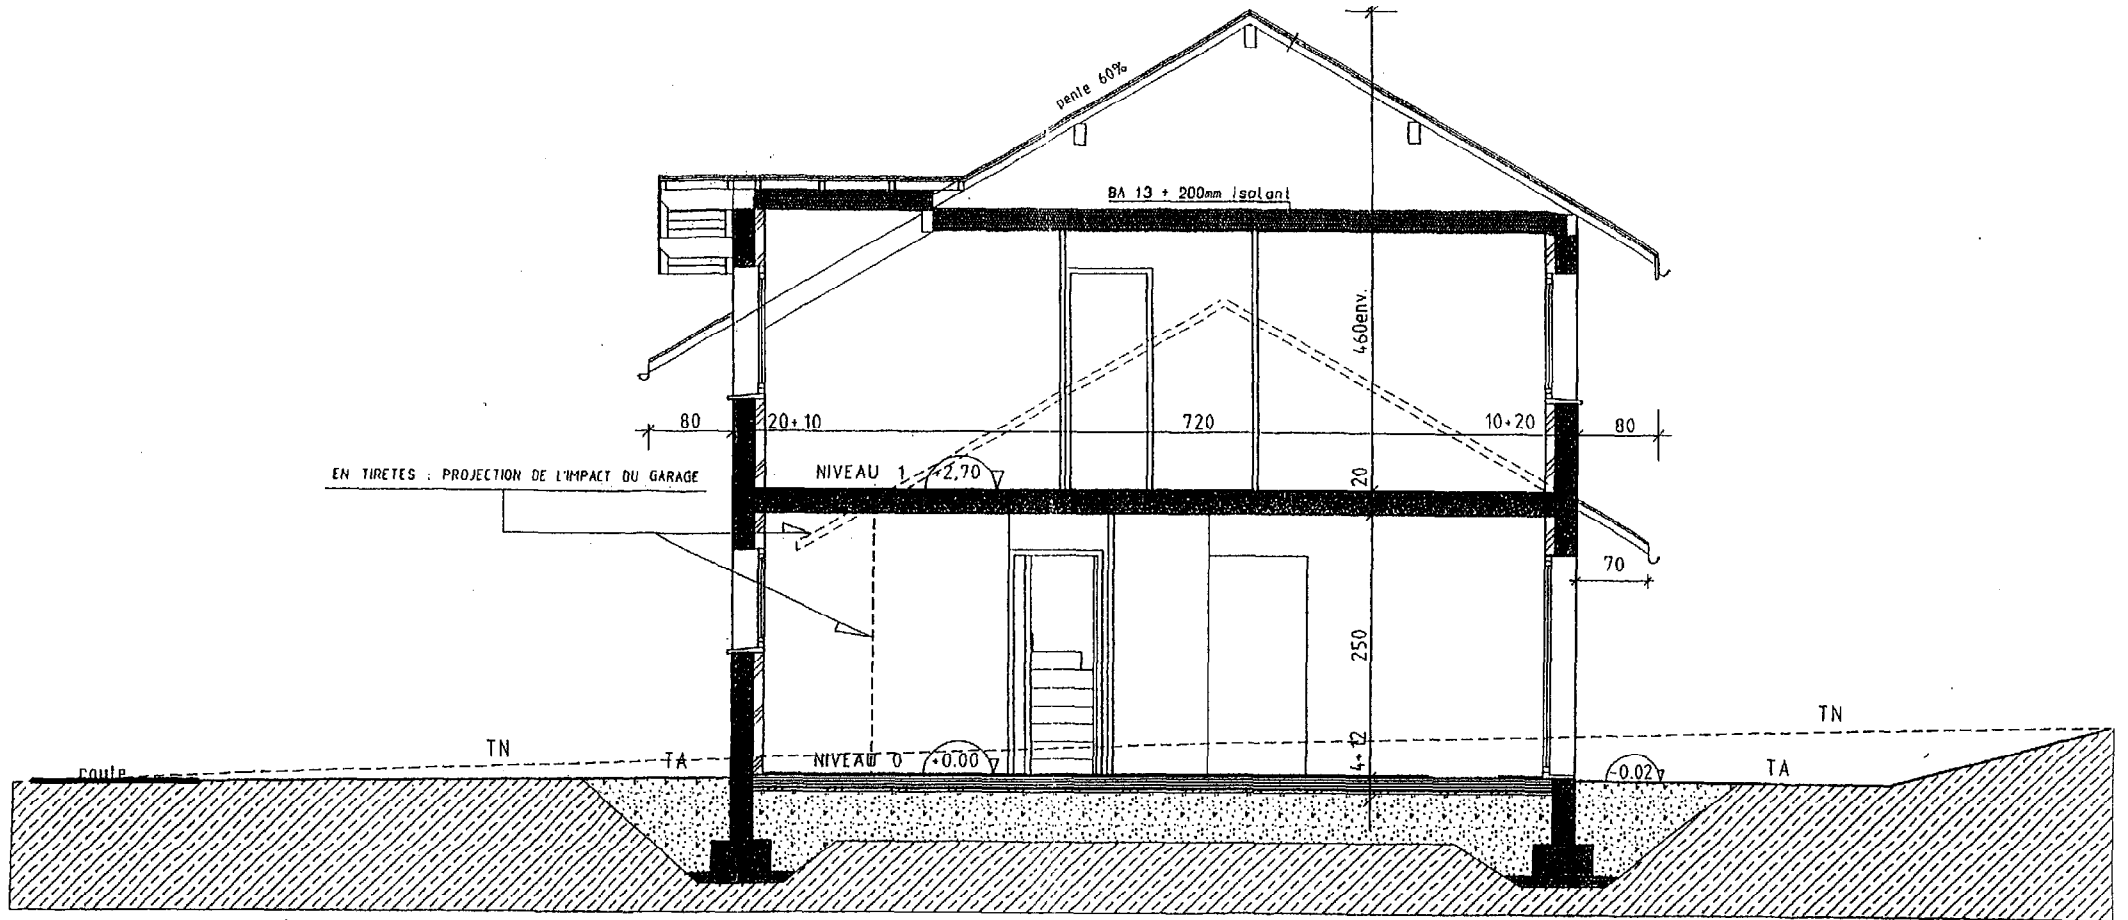 pente 60%
BA 13 + 200mm isolant
460env.
80
20+10
720
10+20
80
EN TIRETES : PROJECTION DE L'IMPACT DU GARAGE
NIVEAU 1
+2,70
20
70
250
TN
TN
route
TA
NIVEAU 0
+0.00
4+12
-0.02
TA